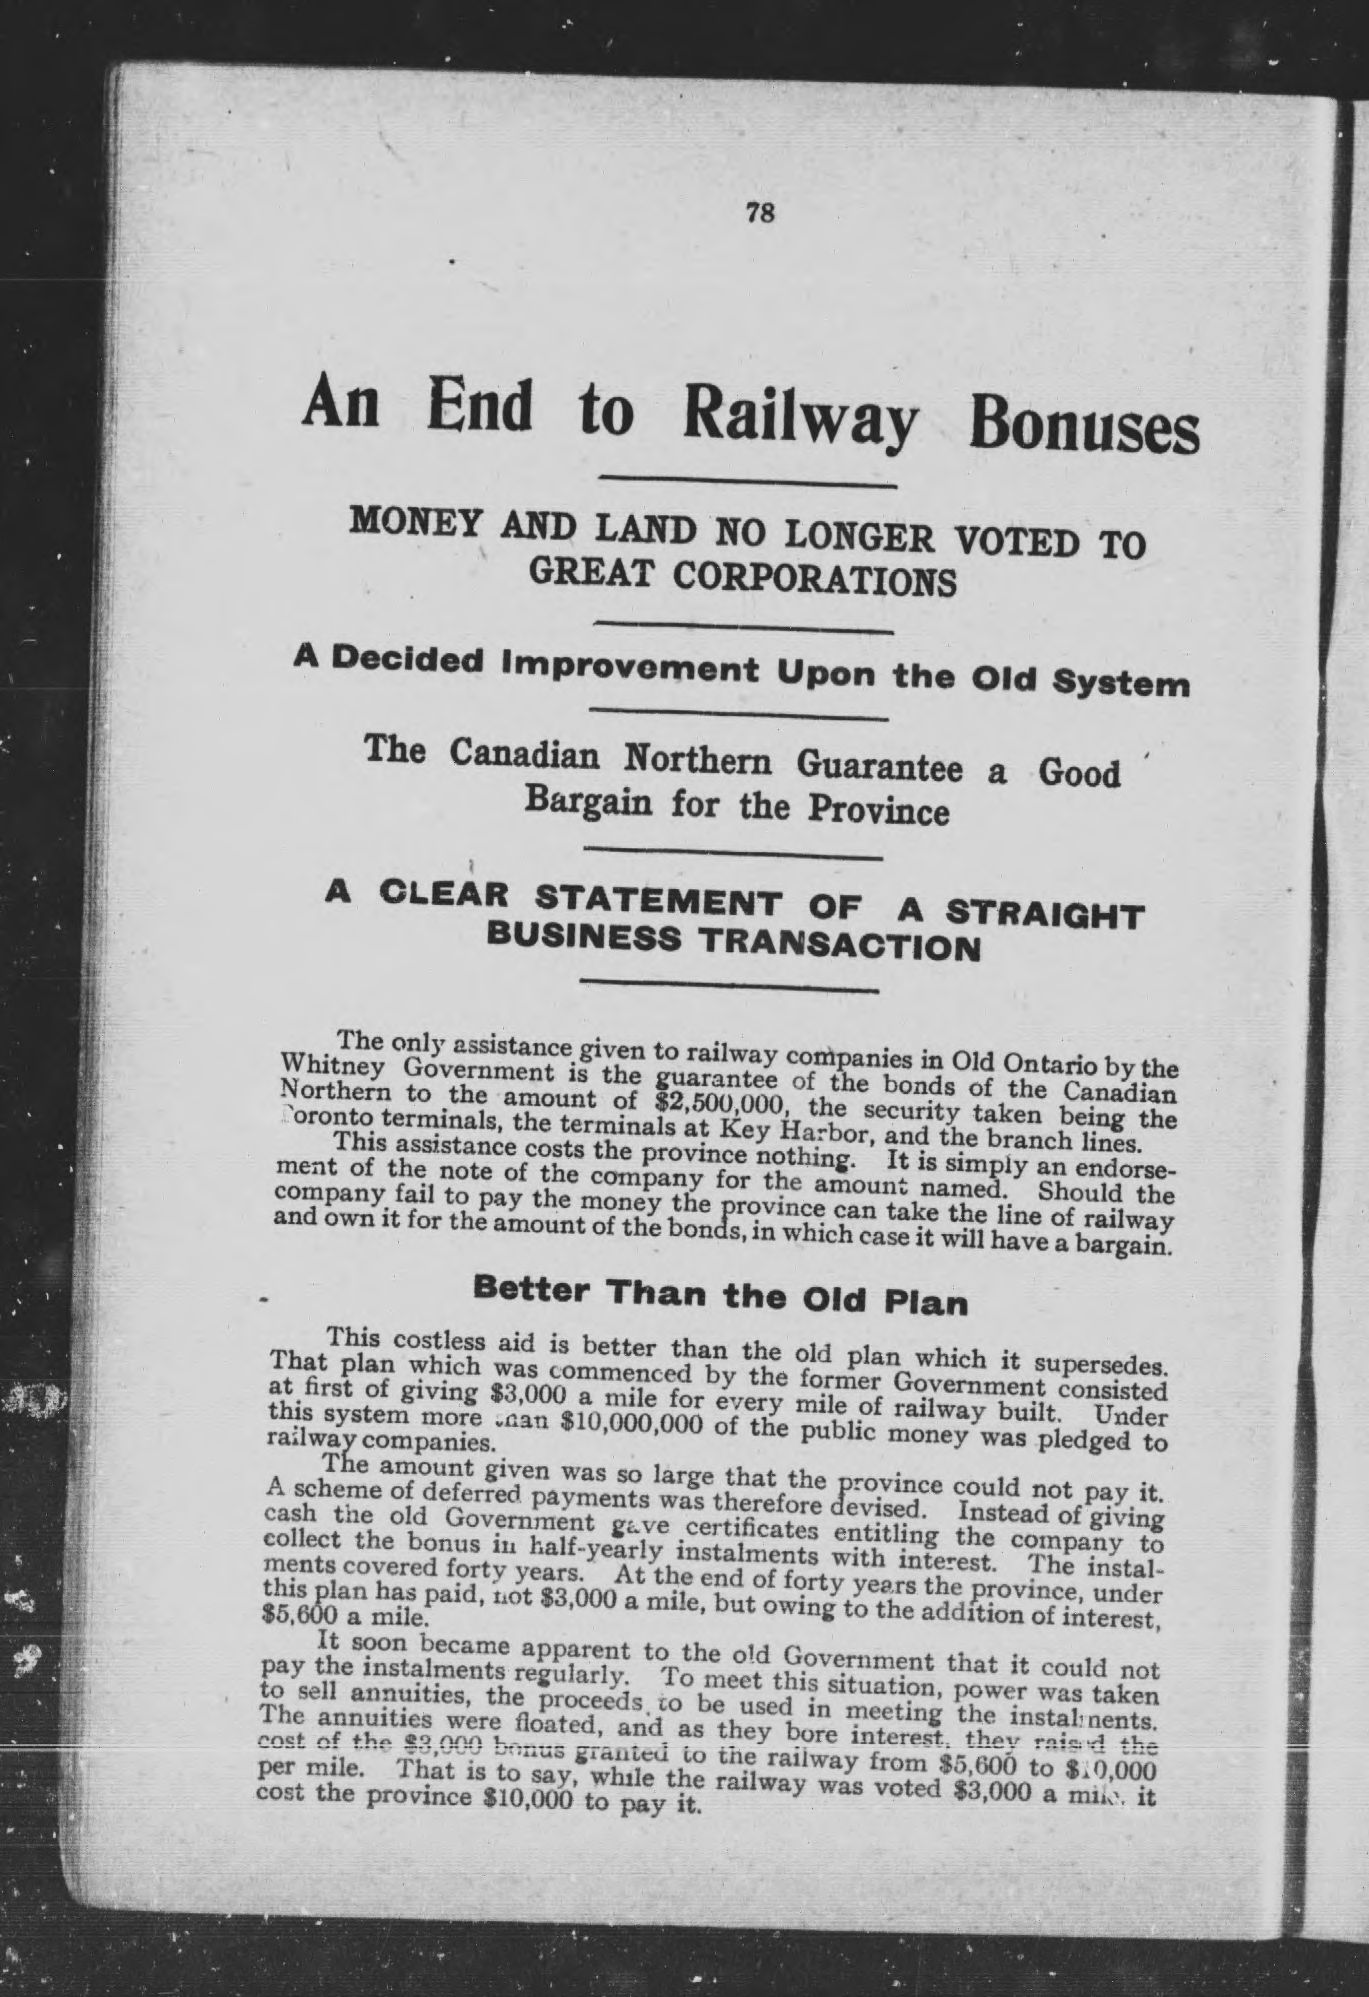 78
An End to Railway Bonuses
MONEY AND LAND NO LONGER VOTED TO
GREAT CORPORATIONS
A Decided Improvement Upon the Old System
The Canadian Northern Guarantee a Good
Bargain for the Province
A CLEAR STATEMENT OF A STRAIGHT
BUSINESS TRANSACTION
The only assistance given to railway companies in Old Ontario by the
Whitney Government is the guarantee of the bonds of the Canadian
Northern to the amount of $2,500,000, the security taken being the
Toronto terminals, the terminals at Key Harbor, and the branch lines.
This assistance costs the province nothing. It is simply an endorse-
ment of the note of the company for the amount named. Should the
company fail to pay the money the province can take the line of railway
and own it for the amount of the bonds, in which case it will have a bargain.
Better Than the Old Plan
This costless aid is better than the old plan which it supersedes.
That plan which was commenced by the former Government consisted
at first of giving $3,000 a mile for every mile of railway built. Under
this system more than $10,000,000 of the public money was pledged to
railway companies.
The amount given was so large that the province could not pay it.
A scheme of deferred payments was therefore devised. Instead of giving
cash the old Government gave certificates entitling the company to
collect the bonus in half-yearly instalments with interest. The instal-
ments covered forty years. At the end of forty years the province, under
this plan has paid, not $3,000 a mile, but owing to the addition of interest,
$5,600 a mile.
It soon became apparent to the old Government that it could not
pay the instalments regularly. To meet this situation, power was taken
to sell annuities, the proceeds to be used in meeting the instalments.
The annuities were floated, and as they bore interest, they raised the
cost of the $3,000 bonus granted to the railway from $5,600 to $10,000
per mile. That is to say, while the railway was voted $3,000 a mile, it
cost the province $10,000 to pay it.